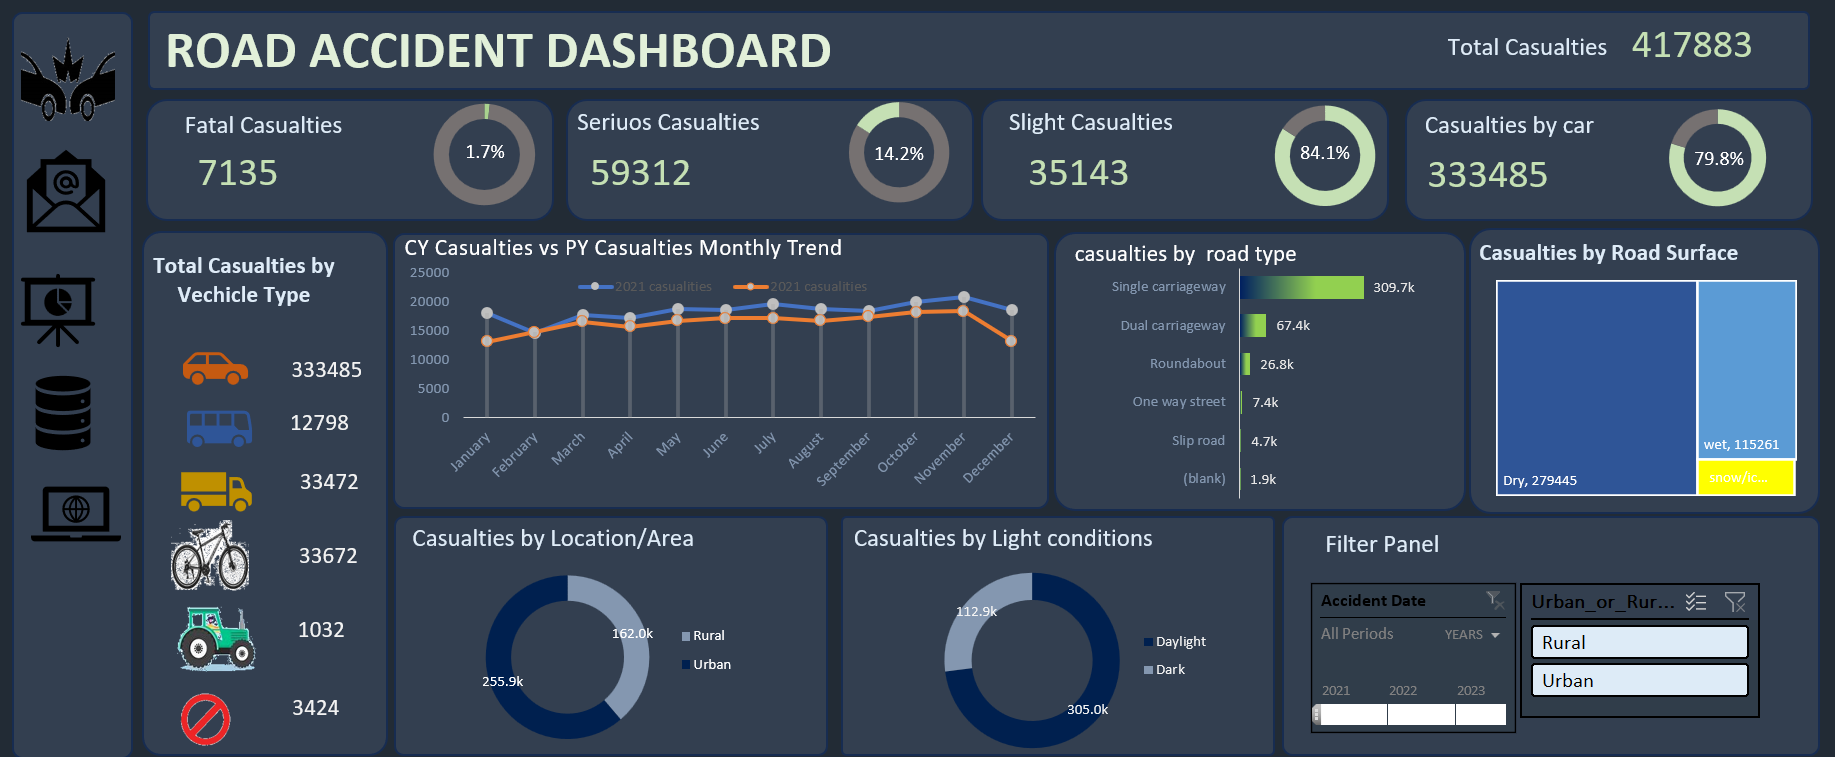 ROAD ACCIDENT DASHBOARD
Total Casualties 417883
Fatal Casualties
7135
1.7%
Seriuos Casualties
59312
14.2%
Slight Casualties
35143
84.1%
Casualties by car
333485
79.8%
Total Casualties by
Vechicle Type
333485
12798
33472
33672
1032
3424
CY Casualties vs PY Casualties Monthly Trend
2021 casualities
2021 casualities
25000
20000
15000
10000
5000
0
January
February
March
April
May
June
July
August
September
October
November
December
casualties by  road type
Single carriageway 309.7k
Dual carriageway 67.4k
Roundabout 26.8k
One way street 7.4k
Slip road 4.7k
(blank) 1.9k
Casualties by Road Surface
Dry, 279445
wet, 115261
snow/ic...
Casualties by Location/Area
162.0k
255.9k
Rural
Urban
Casualties by Light conditions
112.9k
305.0k
Daylight
Dark
Filter Panel
Accident Date
All Periods YEARS
2021 2022 2023
Urban_or_Rur...
Rural
Urban
@